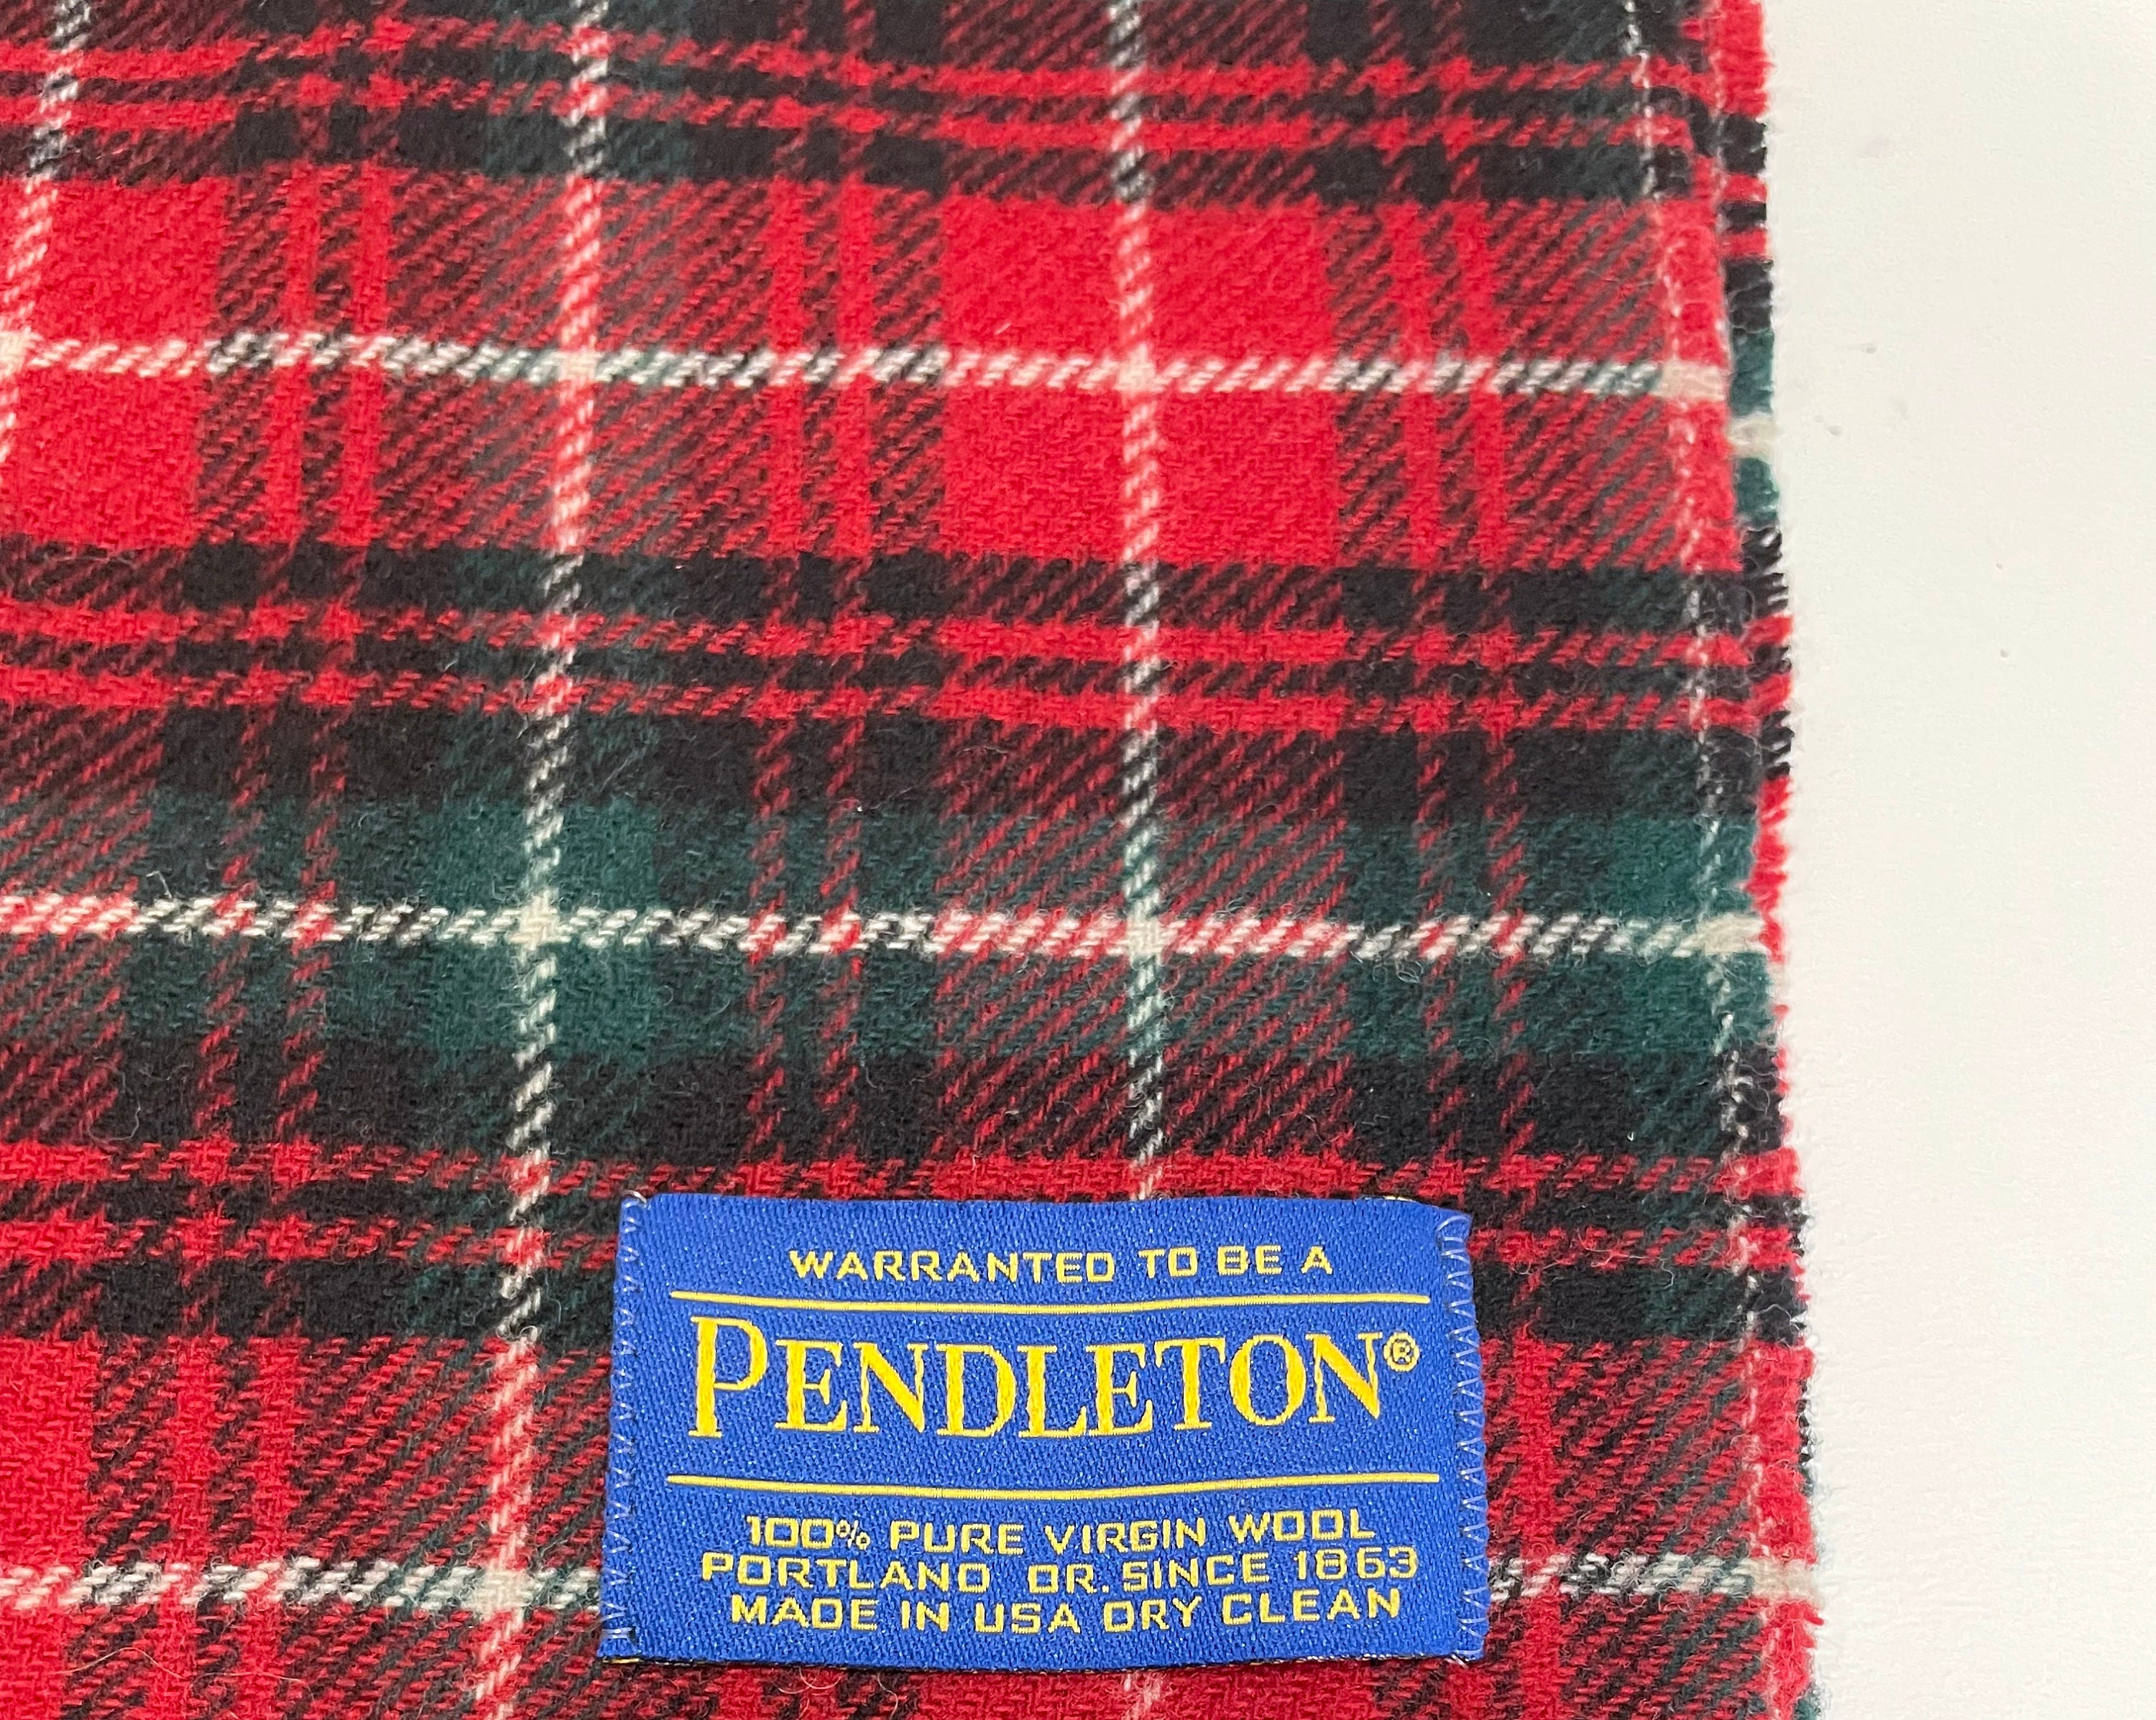 WARRANTED TO BE A
PENDLETON®
100% PURE VIRGIN WOOL
PORTLAND OR. SINCE 1863
MADE IN USA DRY CLEAN